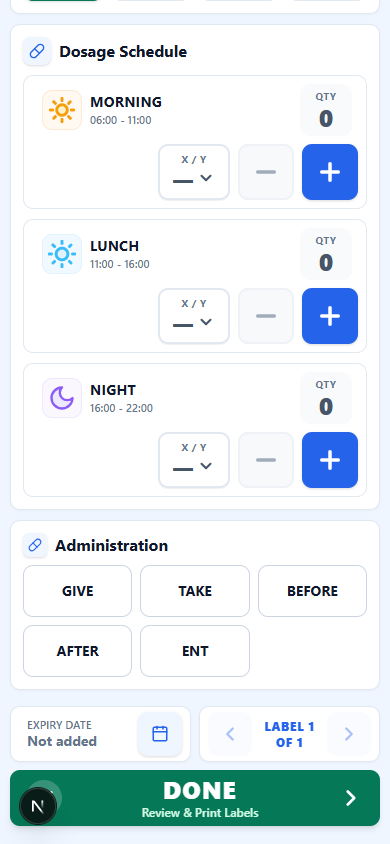 Dosage Schedule
MORNING
06:00 - 11:00
QTY
0
X / Y
—
LUNCH
11:00 - 16:00
QTY
0
X / Y
—
NIGHT
16:00 - 22:00
QTY
0
X / Y
—
Administration
GIVE
TAKE
BEFORE
AFTER
ENT
EXPIRY DATE
Not added
LABEL 1
OF 1
N
DONE
Review & Print Labels